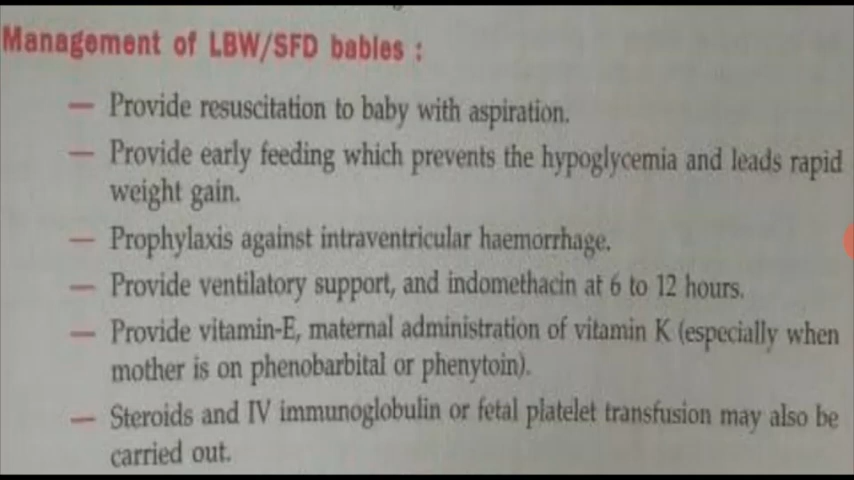 Management of LBW/SFD babies :
— Provide resuscitation to baby with aspiration.
— Provide early feeding which prevents the hypoglycemia and leads rapid
weight gain.
— Prophylaxis against intraventricular haemorrhage.
— Provide ventilatory support, and indomethacin at 6 to 12 hours.
— Provide vitamin-E, maternal administration of vitamin K (especially when
mother is on phenobarbital or phenytoin).
— Steroids and IV immunoglobulin or fetal platelet transfusion may also be
carried out.